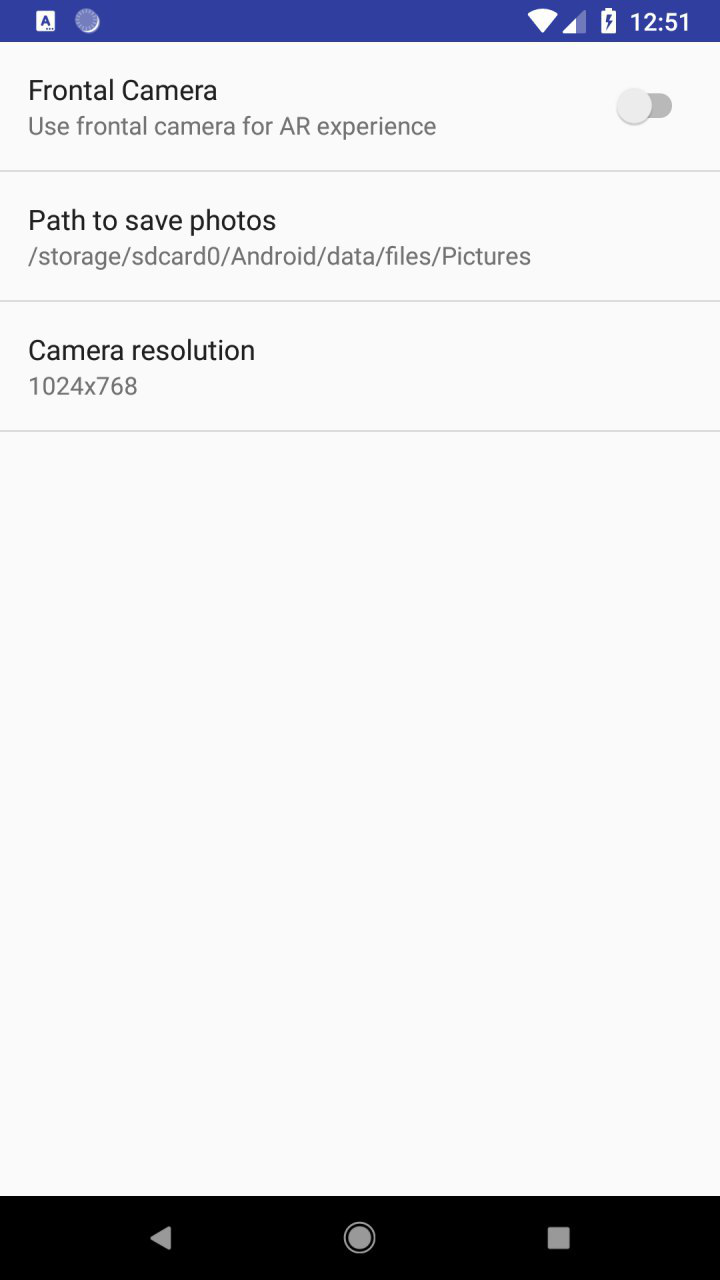 12:51
Frontal Camera
Use frontal camera for AR experience
Path to save photos
/storage/sdcard0/Android/data/files/Pictures
Camera resolution
1024x768